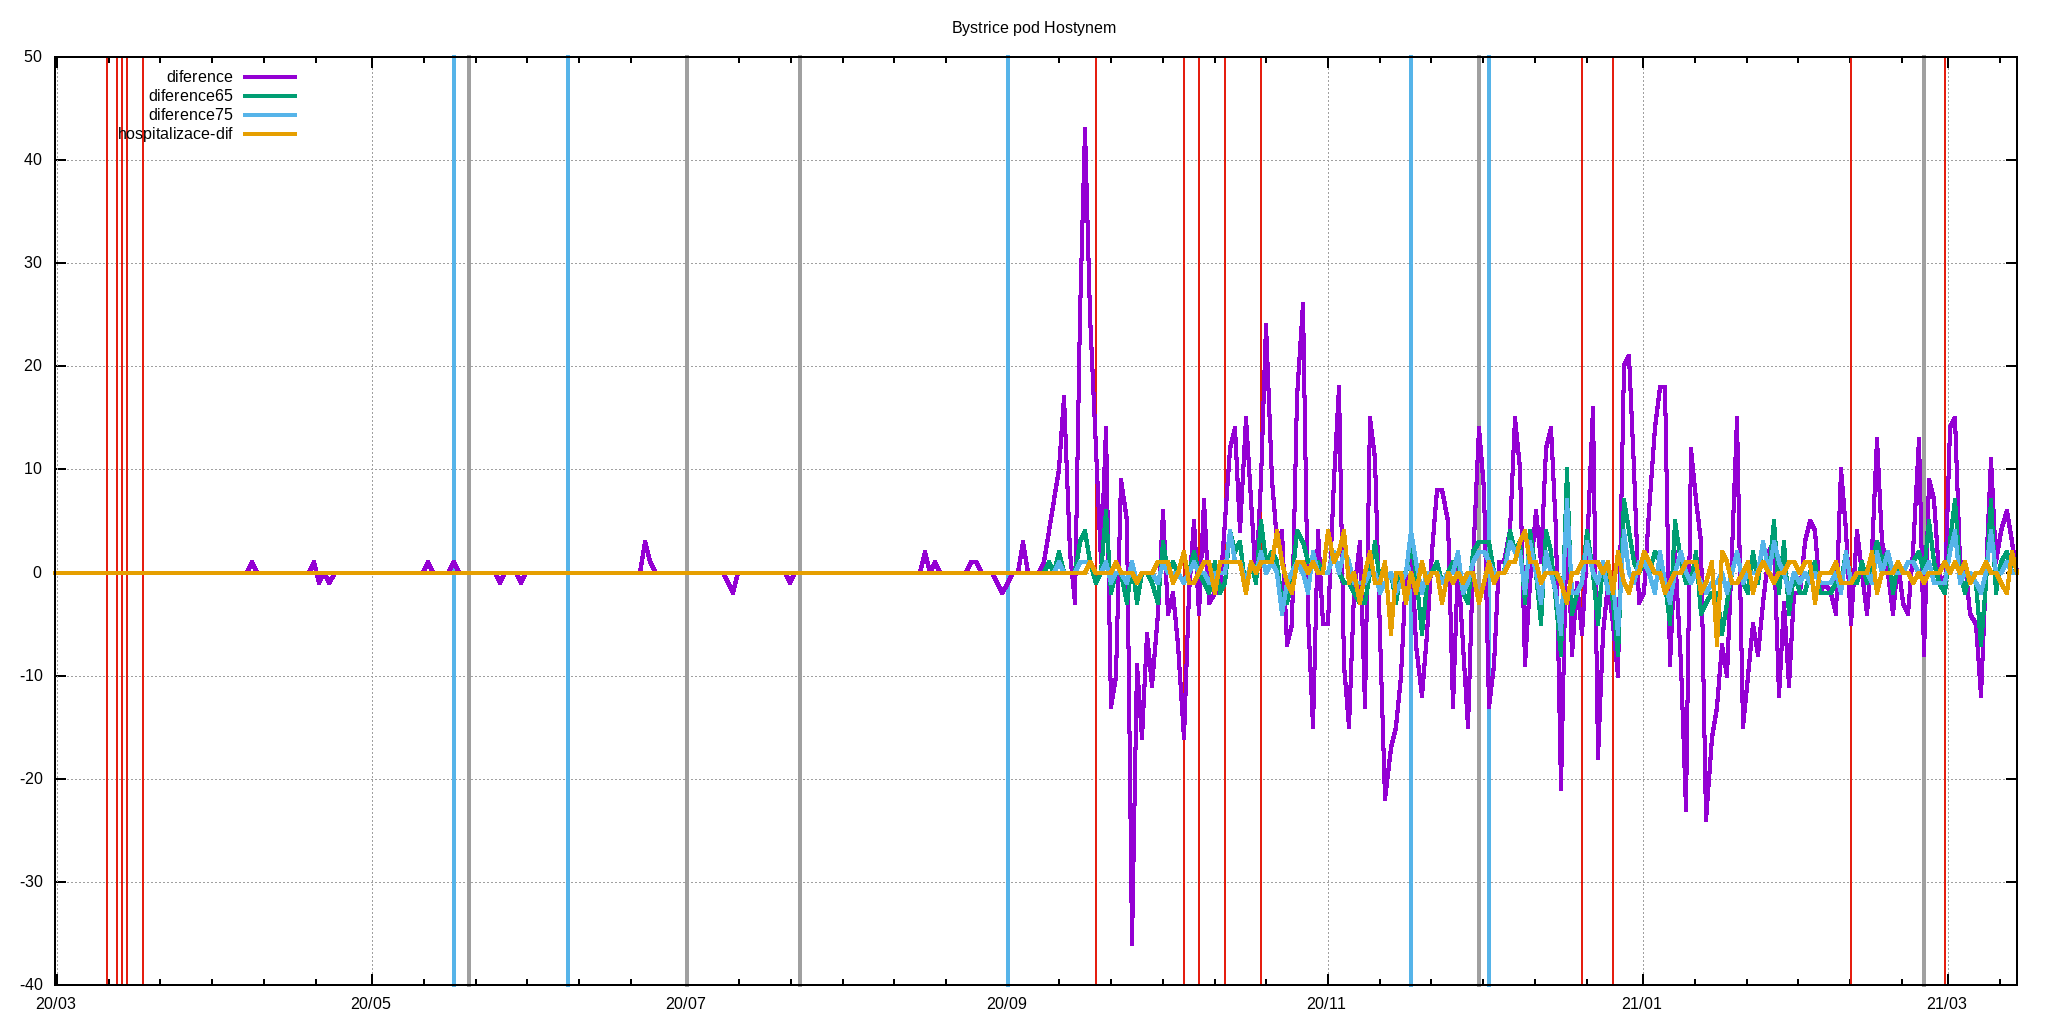 Bystrice pod Hostynem
50
40
30
20
10
0
-10
-20
-30
-40
diference
diference65
diference75
hospitalizace-dif
20/03 20/05 20/07 20/09 20/11 21/01 21/03